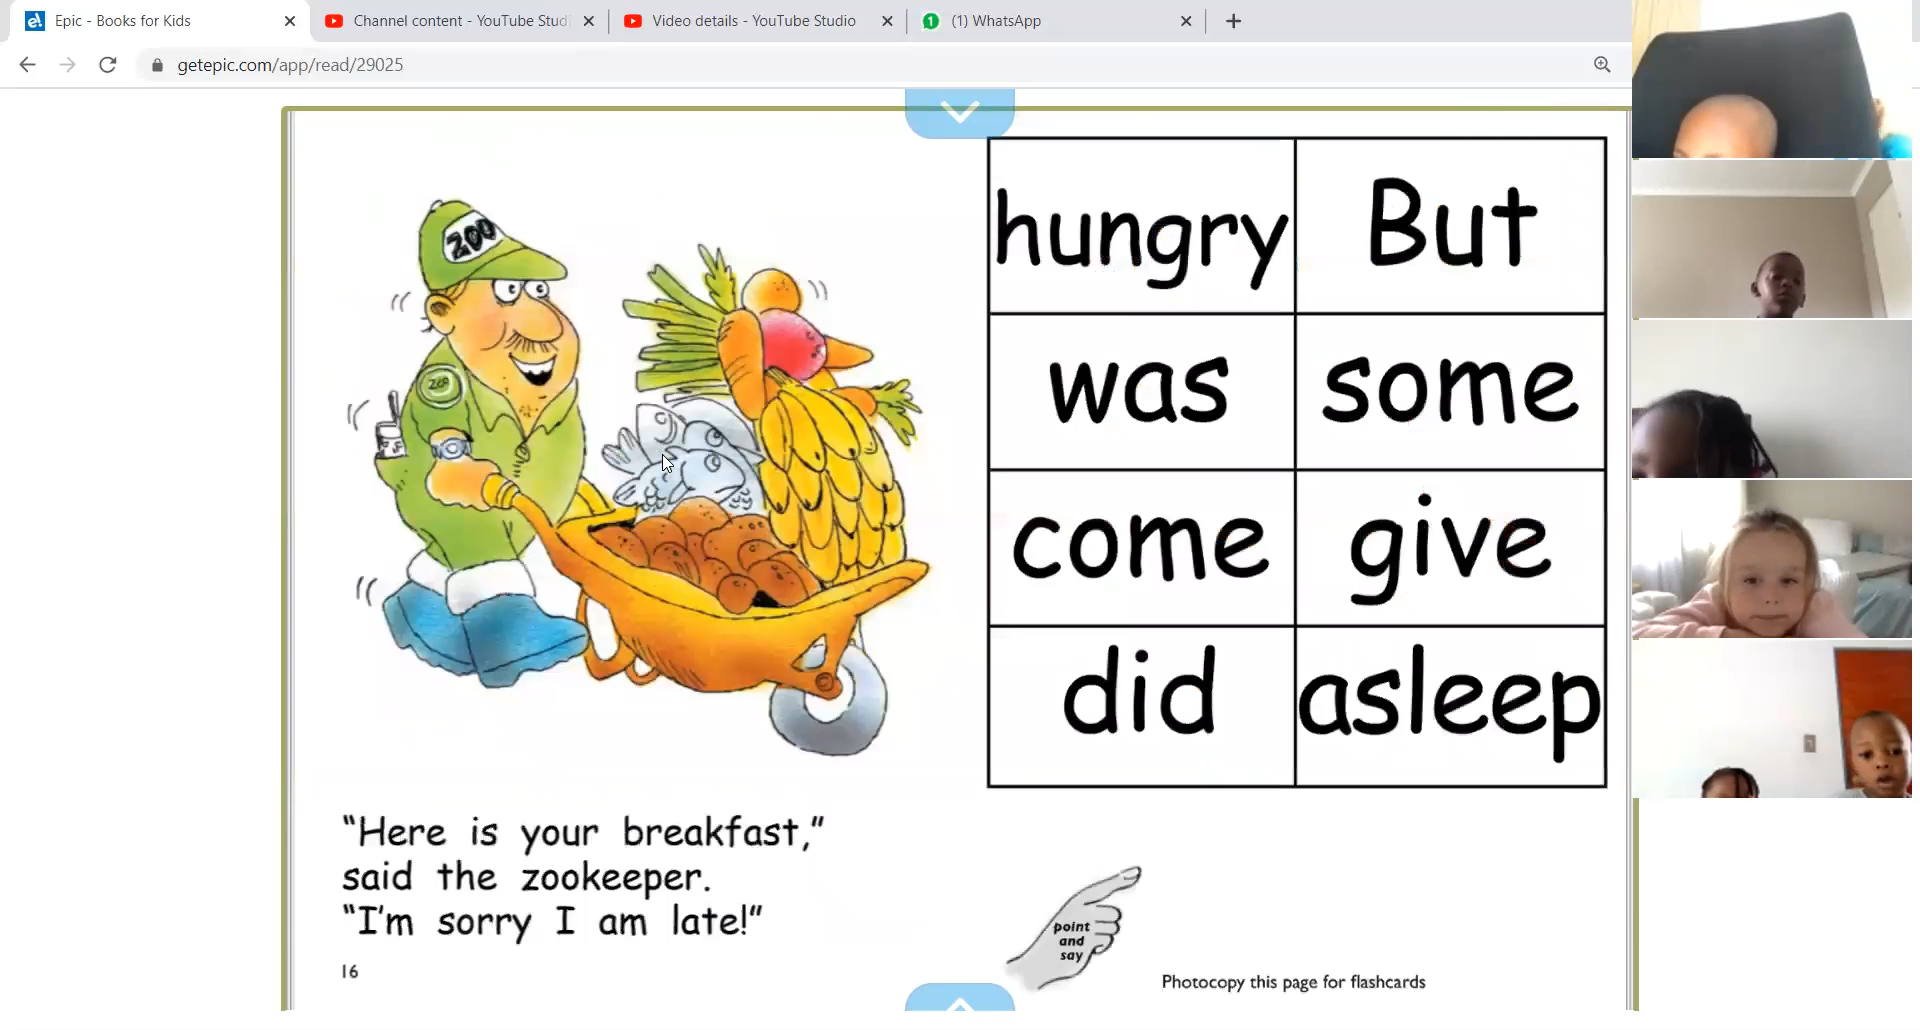 Epic - Books for Kids
Channel content - YouTube Stud
Video details - YouTube Studio
(1) WhatsApp
getepic.com/app/read/29025
ZOO
ZOO
hungry But
was some
come give
did asleep
“Here is your breakfast,”
said the zookeeper.
“I’m sorry I am late!”
16
point
and
say
Photocopy this page for flashcards